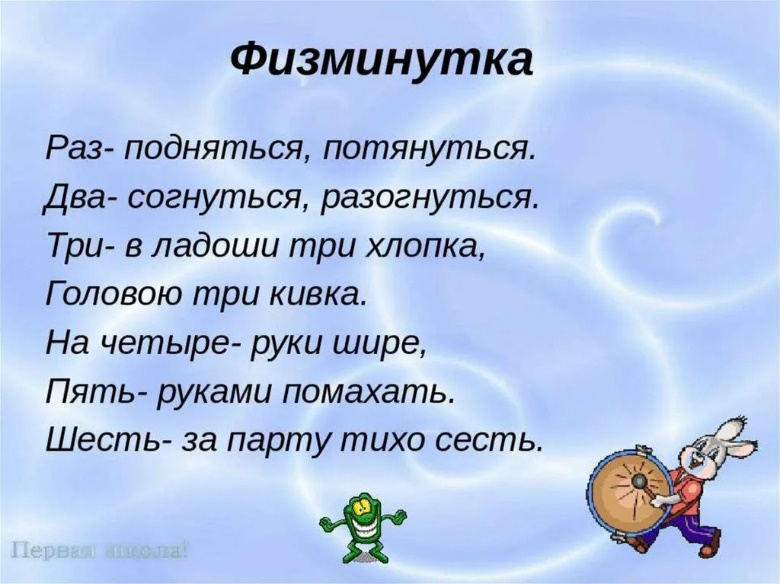 Физминутка
Раз- подняться, потянуться.
Два- согнуться, разогнуться.
Три- в ладоши три хлопка,
Головою три кивка.
На четыре- руки шире,
Пять- руками помахать.
Шесть- за парту тихо сесть.
Первая школа!